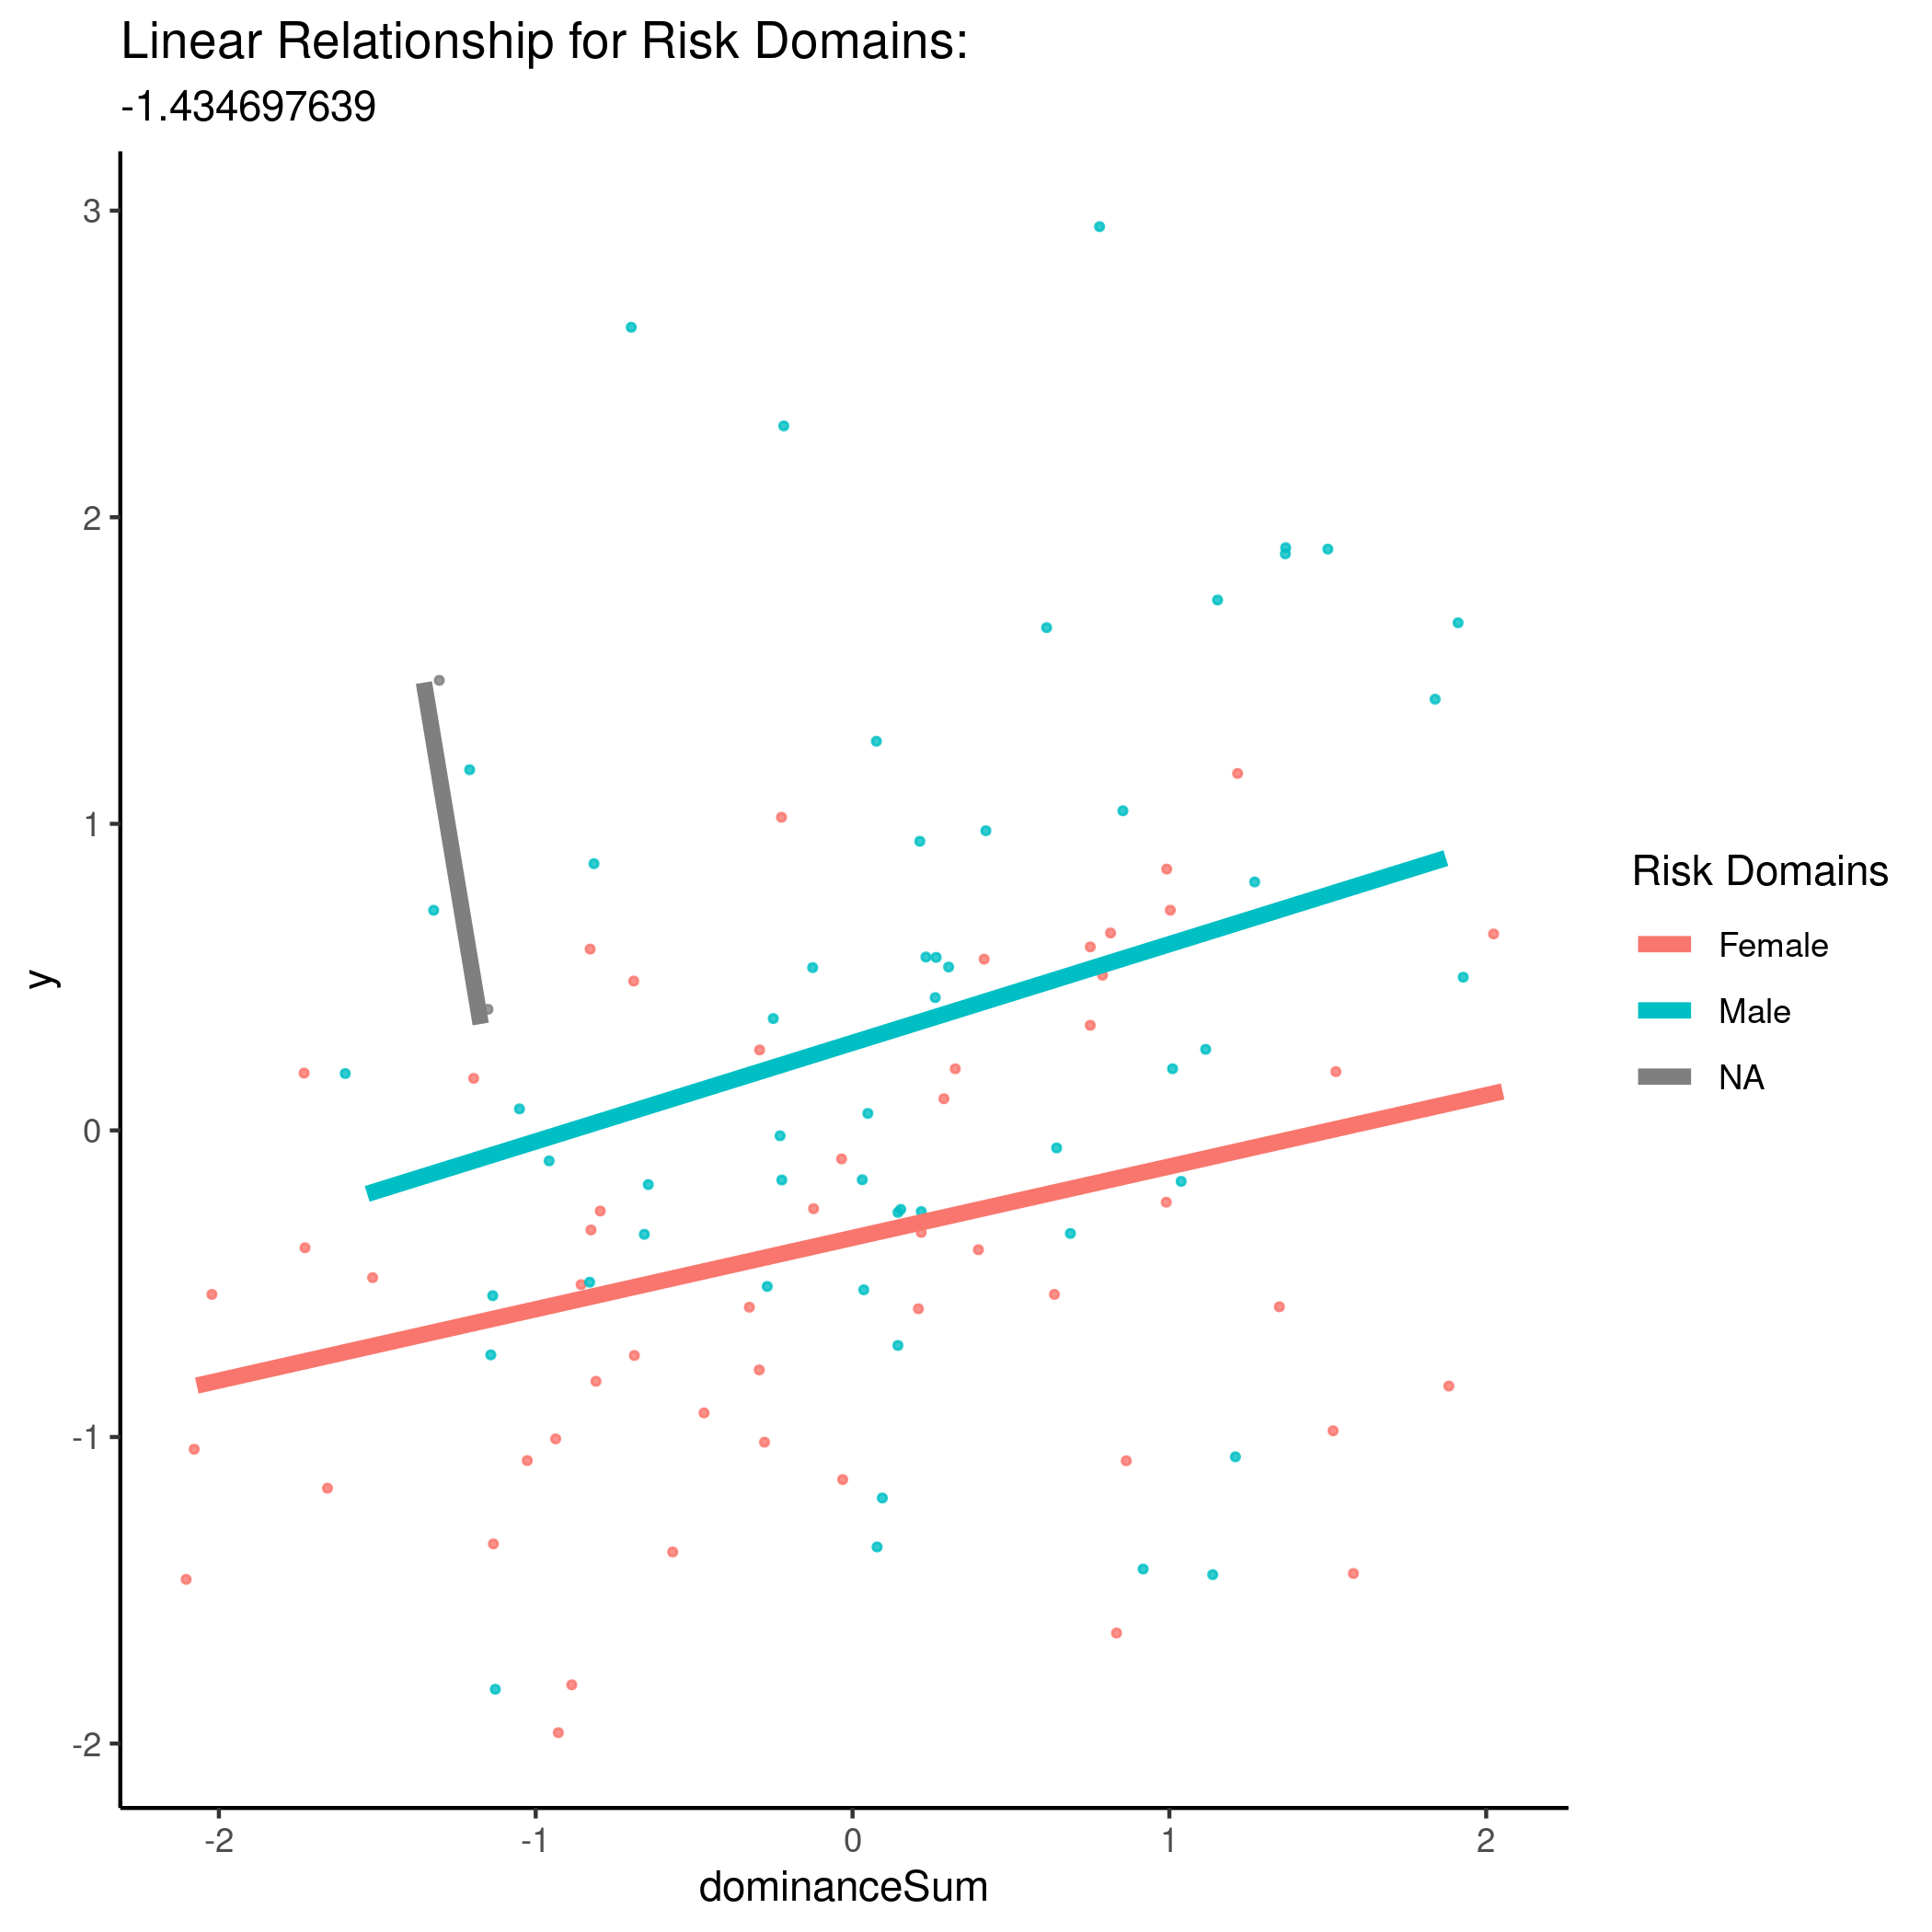 Linear Relationship for Risk Domains:
-1.434697639
3
2
1
0
-1
-2
y
-2
-1
0
1
2
dominanceSum
Risk Domains
Female
Male
NA